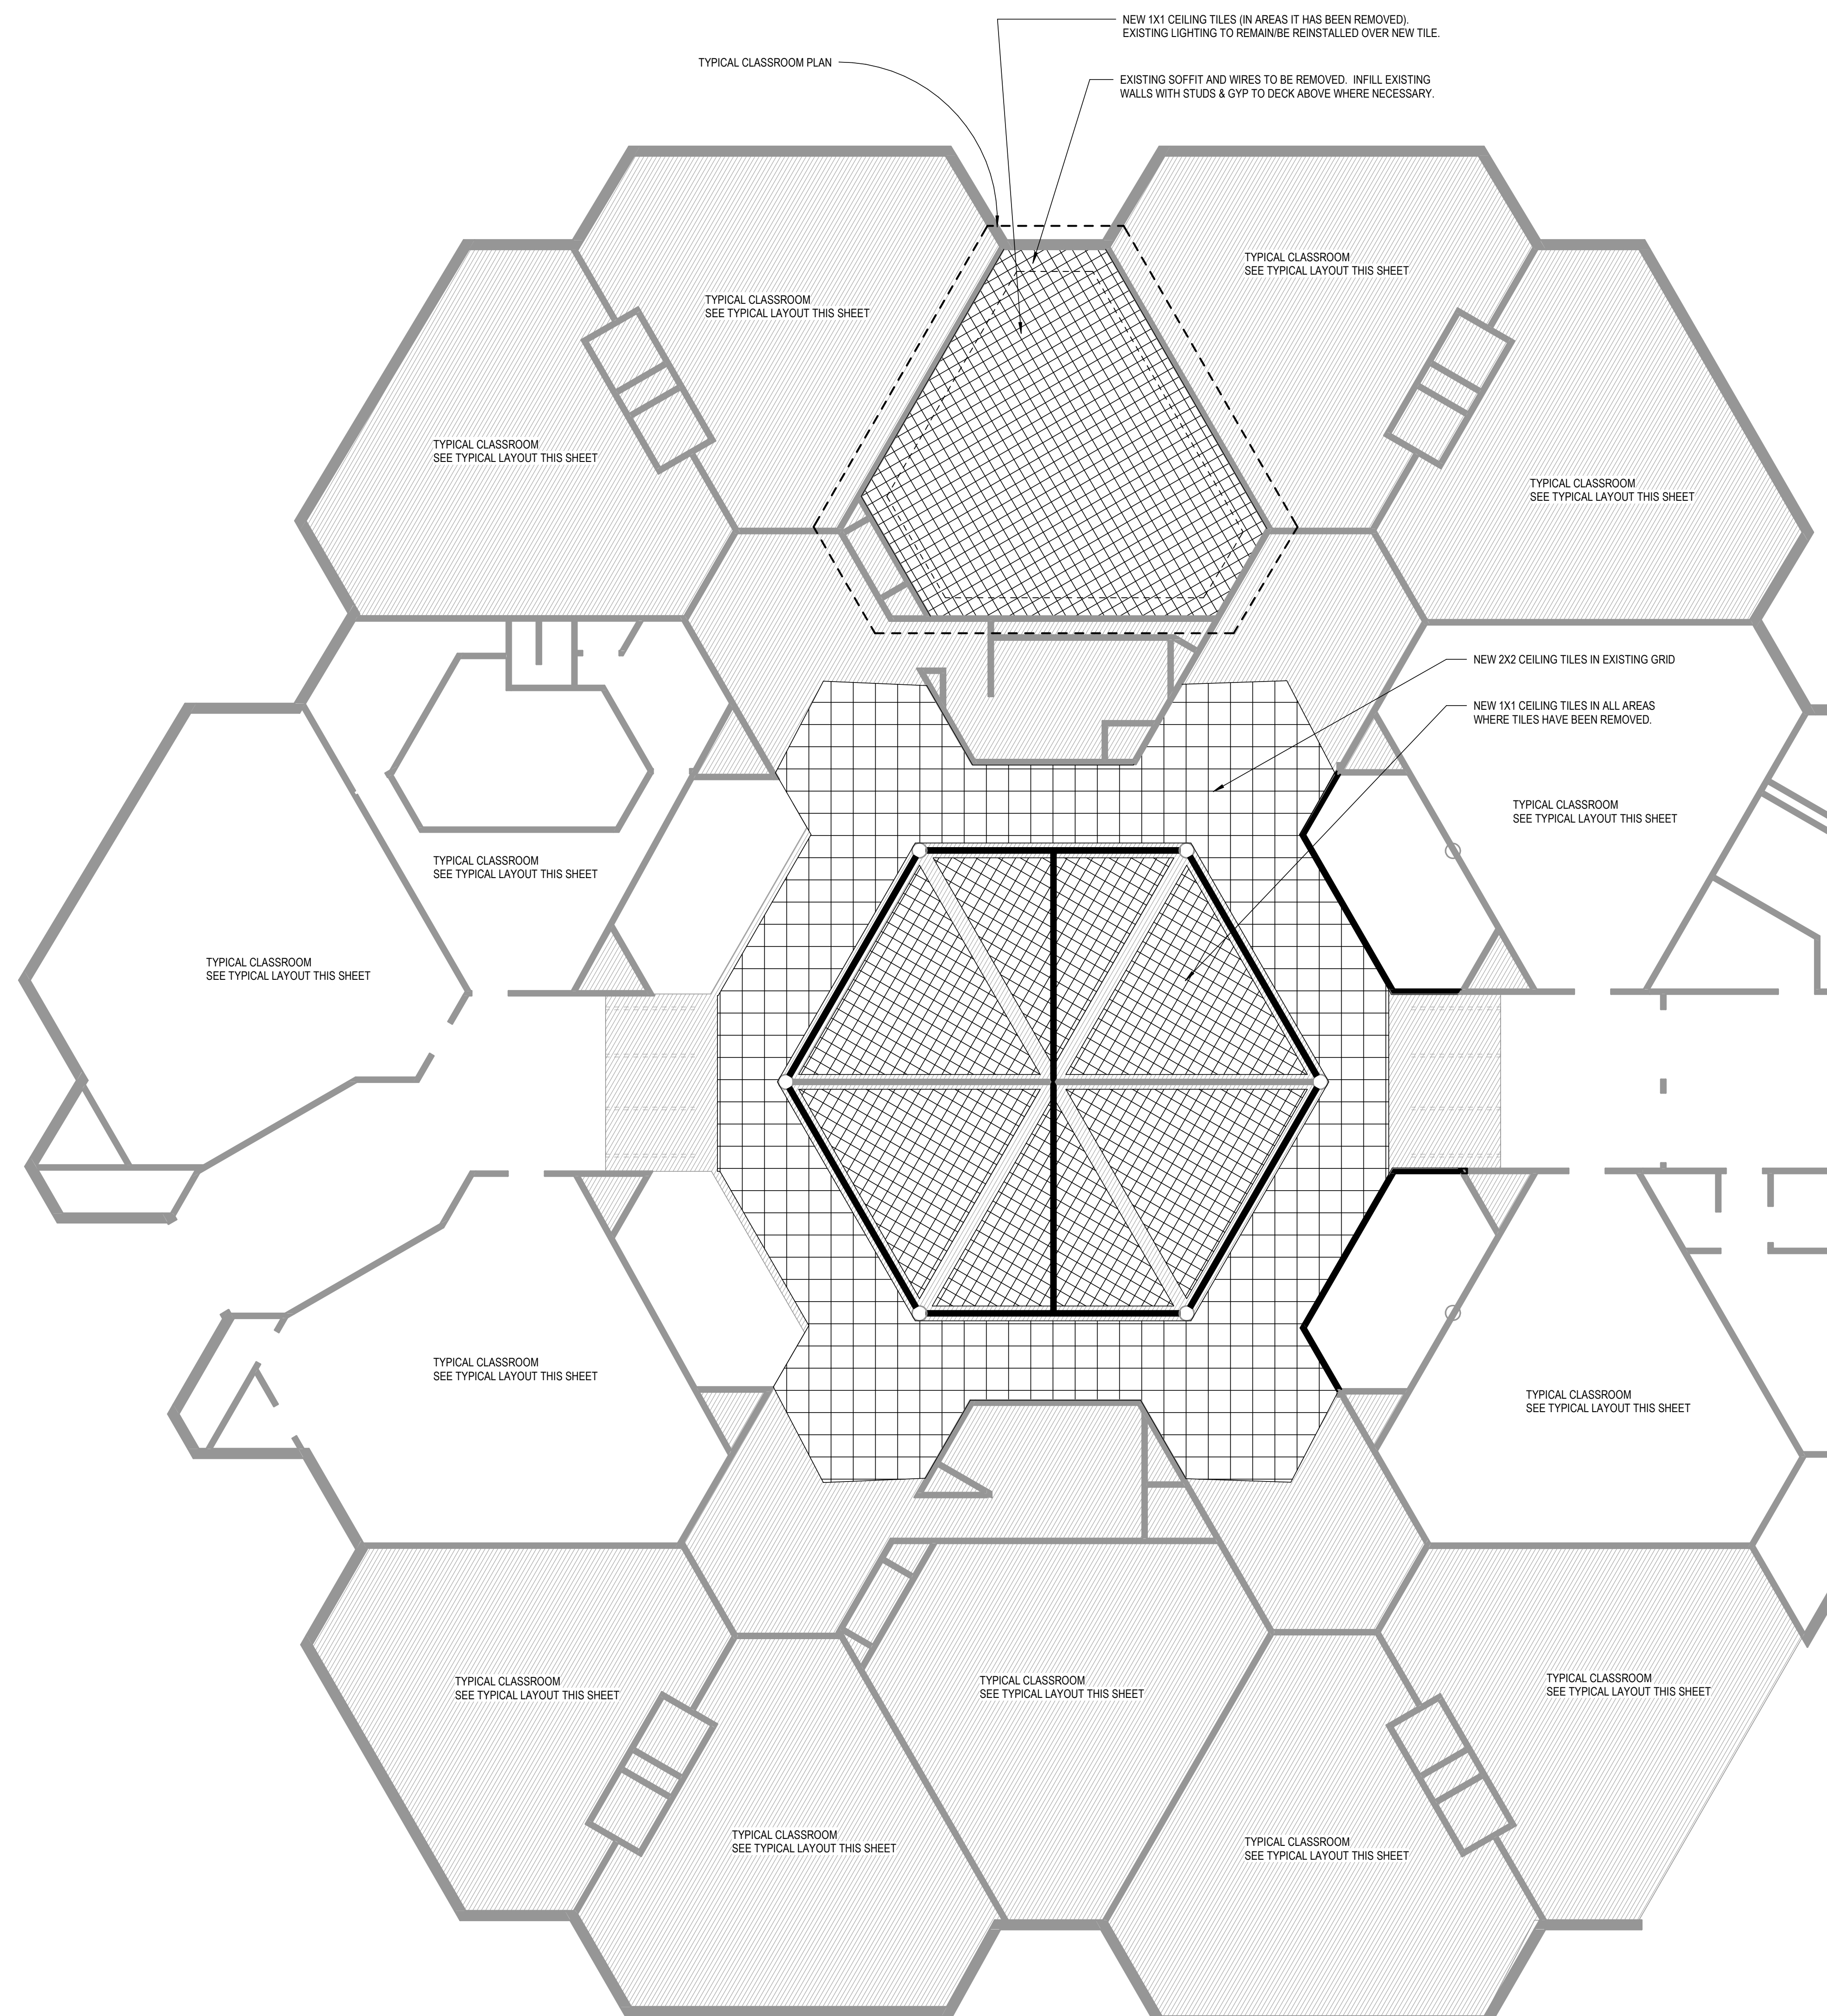 NEW 1X1 CEILING TILES (IN AREAS IT HAS BEEN REMOVED).
EXISTING LIGHTING TO REMAIN/BE REINSTALLED OVER NEW TILE.
TYPICAL CLASSROOM PLAN
EXISTING SOFFIT AND WIRES TO BE REMOVED. INFILL EXISTING
WALLS WITH STUDS & GYP TO DECK ABOVE WHERE NECESSARY.
TYPICAL CLASSROOM
SEE TYPICAL LAYOUT THIS SHEET
TYPICAL CLASSROOM
SEE TYPICAL LAYOUT THIS SHEET
TYPICAL CLASSROOM
SEE TYPICAL LAYOUT THIS SHEET
TYPICAL CLASSROOM
SEE TYPICAL LAYOUT THIS SHEET
NEW 2X2 CEILING TILES IN EXISTING GRID
NEW 1X1 CEILING TILES IN ALL AREAS
WHERE TILES HAVE BEEN REMOVED.
TYPICAL CLASSROOM
SEE TYPICAL LAYOUT THIS SHEET
TYPICAL CLASSROOM
SEE TYPICAL LAYOUT THIS SHEET
TYPICAL CLASSROOM
SEE TYPICAL LAYOUT THIS SHEET
TYPICAL CLASSROOM
SEE TYPICAL LAYOUT THIS SHEET
TYPICAL CLASSROOM
SEE TYPICAL LAYOUT THIS SHEET
TYPICAL CLASSROOM
SEE TYPICAL LAYOUT THIS SHEET
TYPICAL CLASSROOM
SEE TYPICAL LAYOUT THIS SHEET
TYPICAL CLASSROOM
SEE TYPICAL LAYOUT THIS SHEET
TYPICAL CLASSROOM
SEE TYPICAL LAYOUT THIS SHEET
TYPICAL CLASSROOM
SEE TYPICAL LAYOUT THIS SHEET